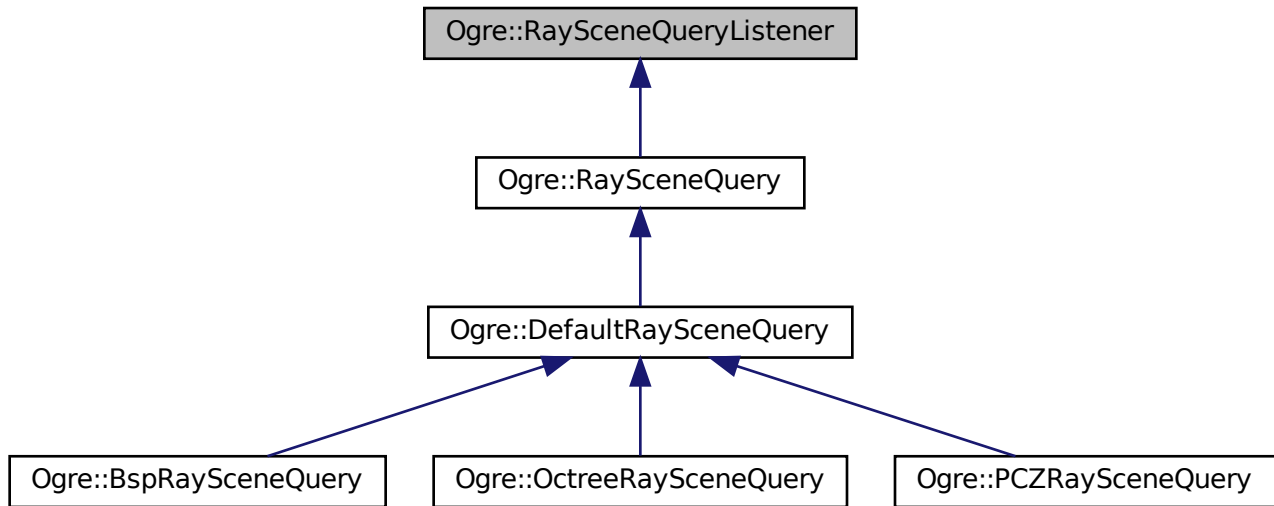 Ogre::RaySceneQueryListener
Ogre::RaySceneQuery
Ogre::DefaultRaySceneQuery
Ogre::BspRaySceneQuery
Ogre::OctreeRaySceneQuery
Ogre::PCZRaySceneQuery